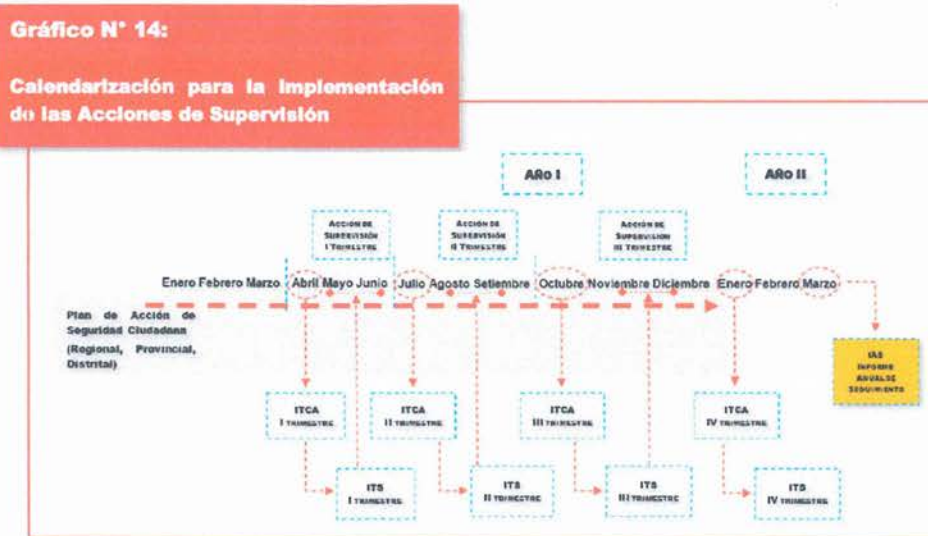 Gráfico N° 14:
Calendarización para la Implementación
de las Acciones de Supervisión
AÑO I
AÑO II
ACCIÓN DE
SUPERVISIÓN
I TRIMESTRE
ACCIÓN DE
SUPERVISIÓN
II TRIMESTRE
ACCIÓN DE
SUPERVISIÓN
III TRIMESTRE
Enero Febrero Marzo Abril Mayo Junio Julio Agosto Setiembre Octubre Noviembre Diciembre Enero Febrero Marzo
Plan de Acción de
Seguridad Ciudadana
(Regional, Provincial,
Distrital)
IAS
INFORME
ANUAL DE
SEGUIMIENTO
ITCA
I TRIMESTRE
ITCA
II TRIMESTRE
ITCA
III TRIMESTRE
ITCA
IV TRIMESTRE
ITS
I TRIMESTRE
ITS
II TRIMESTRE
ITS
III TRIMESTRE
ITS
IV TRIMESTRE